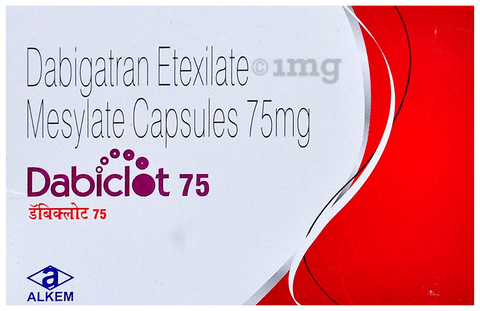 Dabigatran Etexilate
©1mg
Mesylate Capsules 75mg
Dabiclot 75
डॅबिक्लोट 75
a
ALKEM